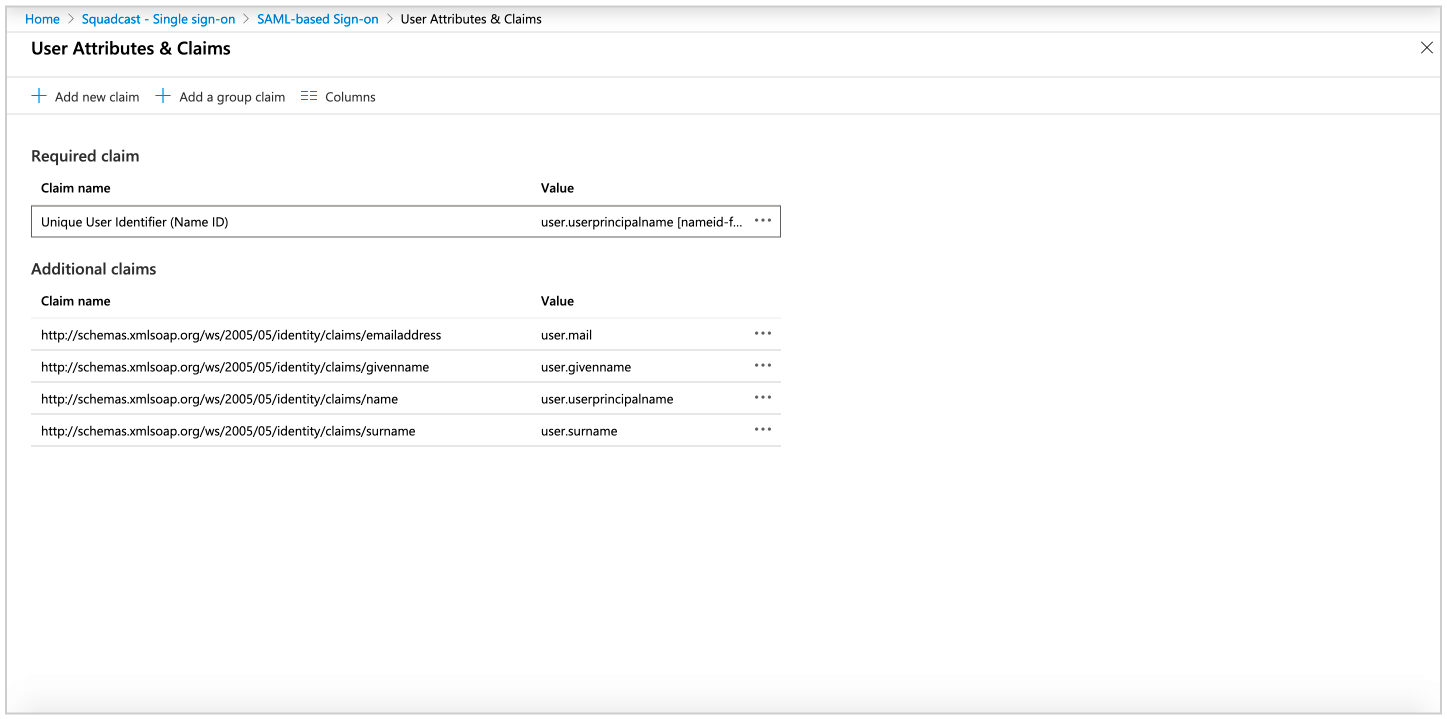 Home > Squadcast - Single sign-on > SAML-based Sign-on > User Attributes & Claims
User Attributes & Claims
Add new claim Add a group claim Columns
Required claim
Claim name Value
Unique User Identifier (Name ID) user.userprincipalname [nameid-f...
Additional claims
Claim name Value
http://schemas.xmlsoap.org/ws/2005/05/identity/claims/emailaddress user.mail
http://schemas.xmlsoap.org/ws/2005/05/identity/claims/givenname user.givenname
http://schemas.xmlsoap.org/ws/2005/05/identity/claims/name user.userprincipalname
http://schemas.xmlsoap.org/ws/2005/05/identity/claims/surname user.surname